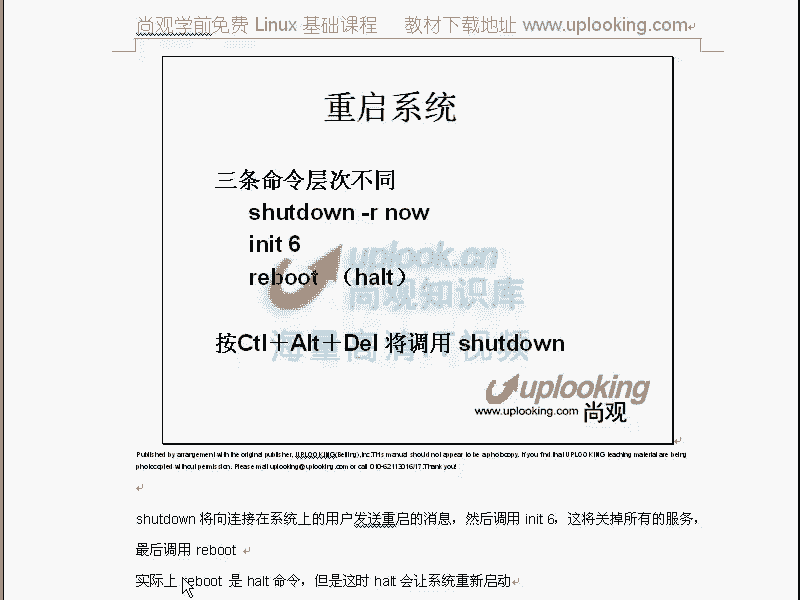 尚观学前免费 Linux 基础课程 教材下载地址 www.uplooking.com
重启系统
三条命令层次不同
shutdown -r now
init 6
reboot （halt）
uplook.cn
尚观知识库
按Ctl＋Alt＋Del 将调用 shutdown
海量高清IT视频
uplooking
www.uplooking.com 尚观
Published by arrangement with the original publisher, UPLOOKING(Beijing),Inc.This manual should not appear to be a photocopy. If you find that UPLOOKING teaching material are being
photocopied without permission. Please mail uplooking@uplooking.com or call 010-62113016/17.Thank you!
shutdown 将向连接在系统上的用户发送重启的消息，然后调用 init 6，这将关掉所有的服务，
最后调用 reboot
实际上 reboot 是 halt 命令，但是这时 halt 会让系统重新启动